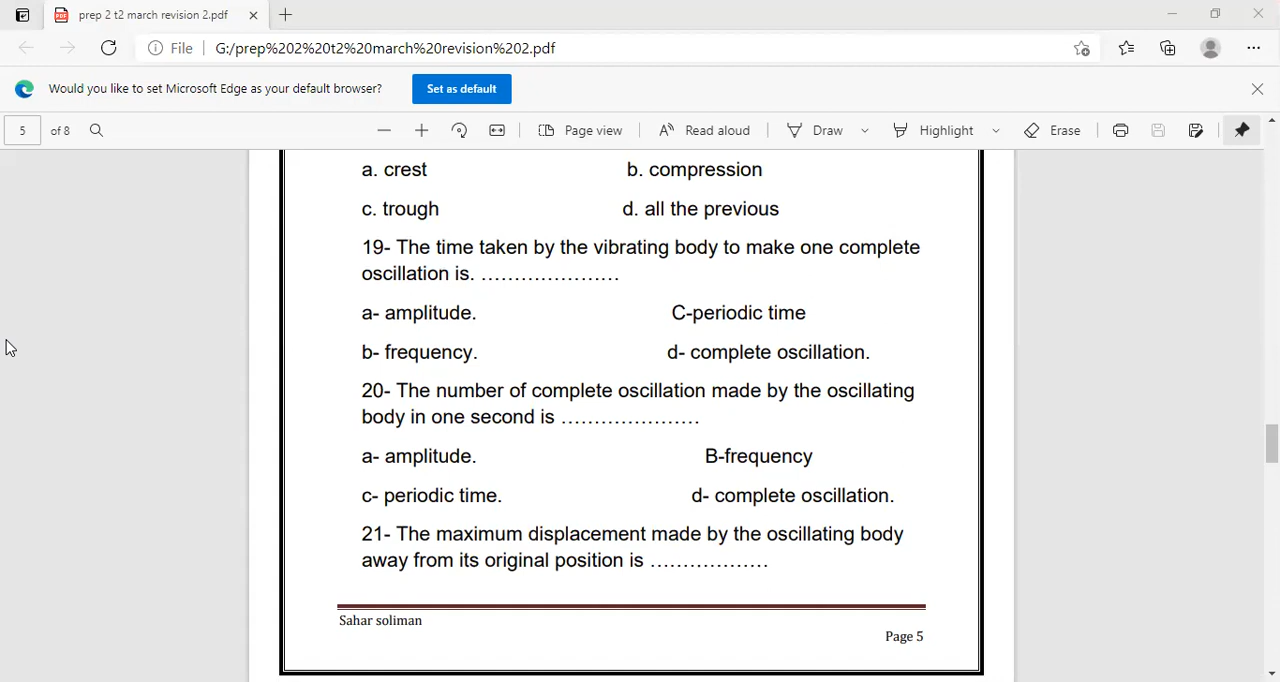 prep 2 t2 march revision 2.pdf
File G:/prep%202%20t2%20march%20revision%202.pdf
Would you like to set Microsoft Edge as your default browser? Set as default
5 of 8 Page view Read aloud Draw Highlight Erase
a. crest b. compression
c. trough d. all the previous
19- The time taken by the vibrating body to make one complete
oscillation is. .....................
a- amplitude. C-periodic time
b- frequency. d- complete oscillation.
20- The number of complete oscillation made by the oscillating
body in one second is .....................
a- amplitude. B-frequency
c- periodic time. d- complete oscillation.
21- The maximum displacement made by the oscillating body
away from its original position is ..................
Sahar soliman
Page 5